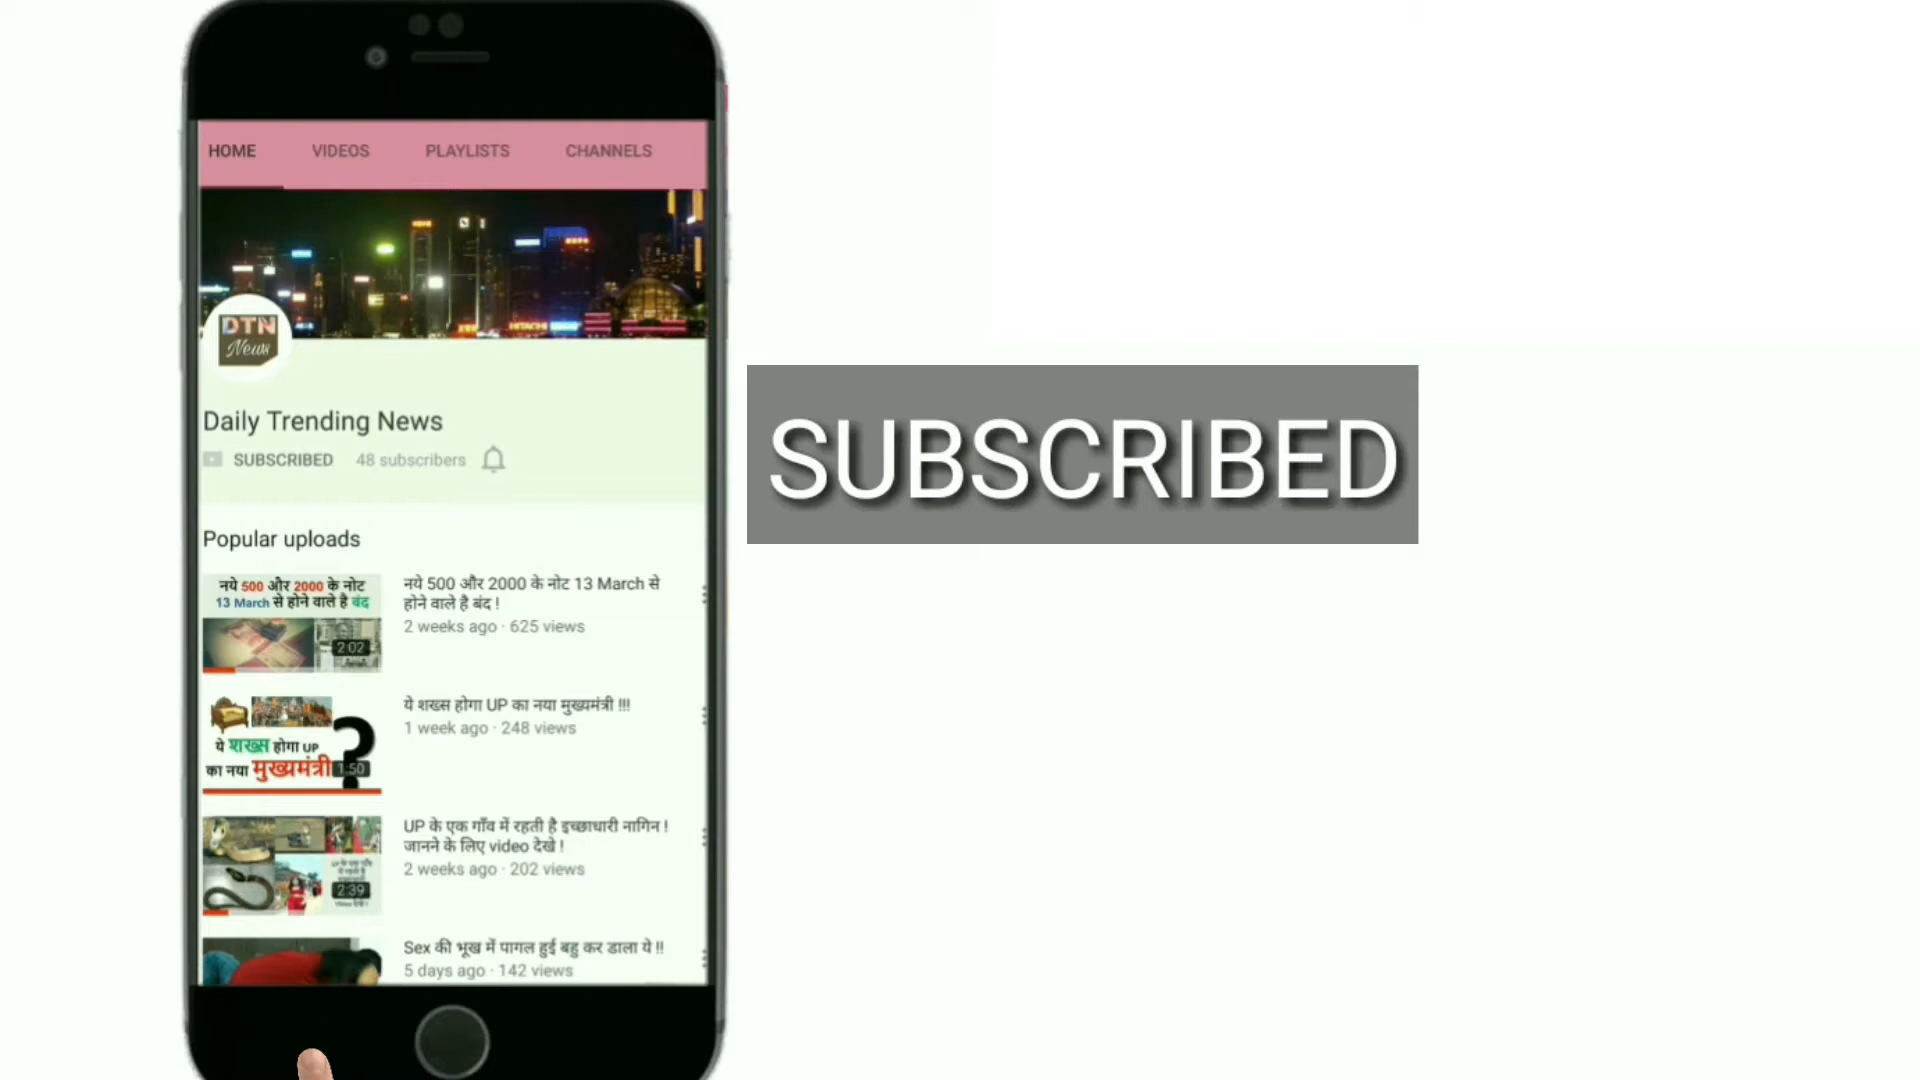 HOME VIDEOS PLAYLISTS CHANNELS
HITACHI
DTN
News
Daily Trending News
SUBSCRIBED 48 subscribers
SUBSCRIBED
Popular uploads
नये 500 और 2000 के नोट
13 March से होने वाले है बंद
2:02
नये 500 और 2000 के नोट 13 March से
होने वाले है बंद !
2 weeks ago · 625 views
ये शख्स होगा UP
का नया मुख्यमंत्री
?
1:50
ये शख्स होगा UP का नया मुख्यमंत्री !!!
1 week ago · 248 views
2:39
UP के एक गाँव में रहती है इच्छाधारी नागिन !
जानने के लिए video देखे !
2 weeks ago · 202 views
Sex की भूख में पागल हुई बहु कर डाला ये !!
5 days ago · 142 views